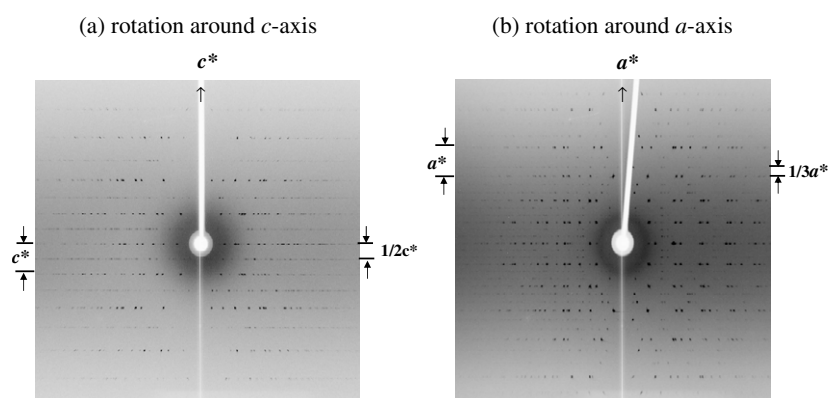 (a) rotation around c-axis
(b) rotation around a-axis
c*
a*
a*
1/3a*
c*
1/2c*